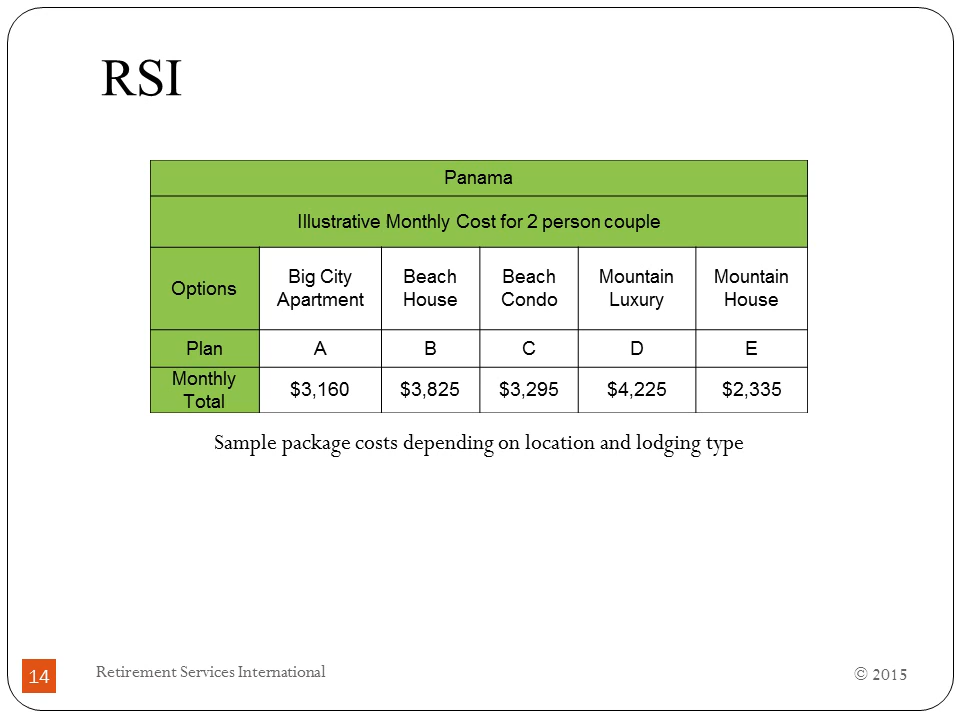 RSI
Panama
Illustrative Monthly Cost for 2 person couple
Options
Big City
Apartment
Beach
House
Beach
Condo
Mountain
Luxury
Mountain
House
Plan A B C D E
Monthly
Total
$3,160 $3,825 $3,295 $4,225 $2,335
Sample package costs depending on location and lodging type
14 Retirement Services International © 2015